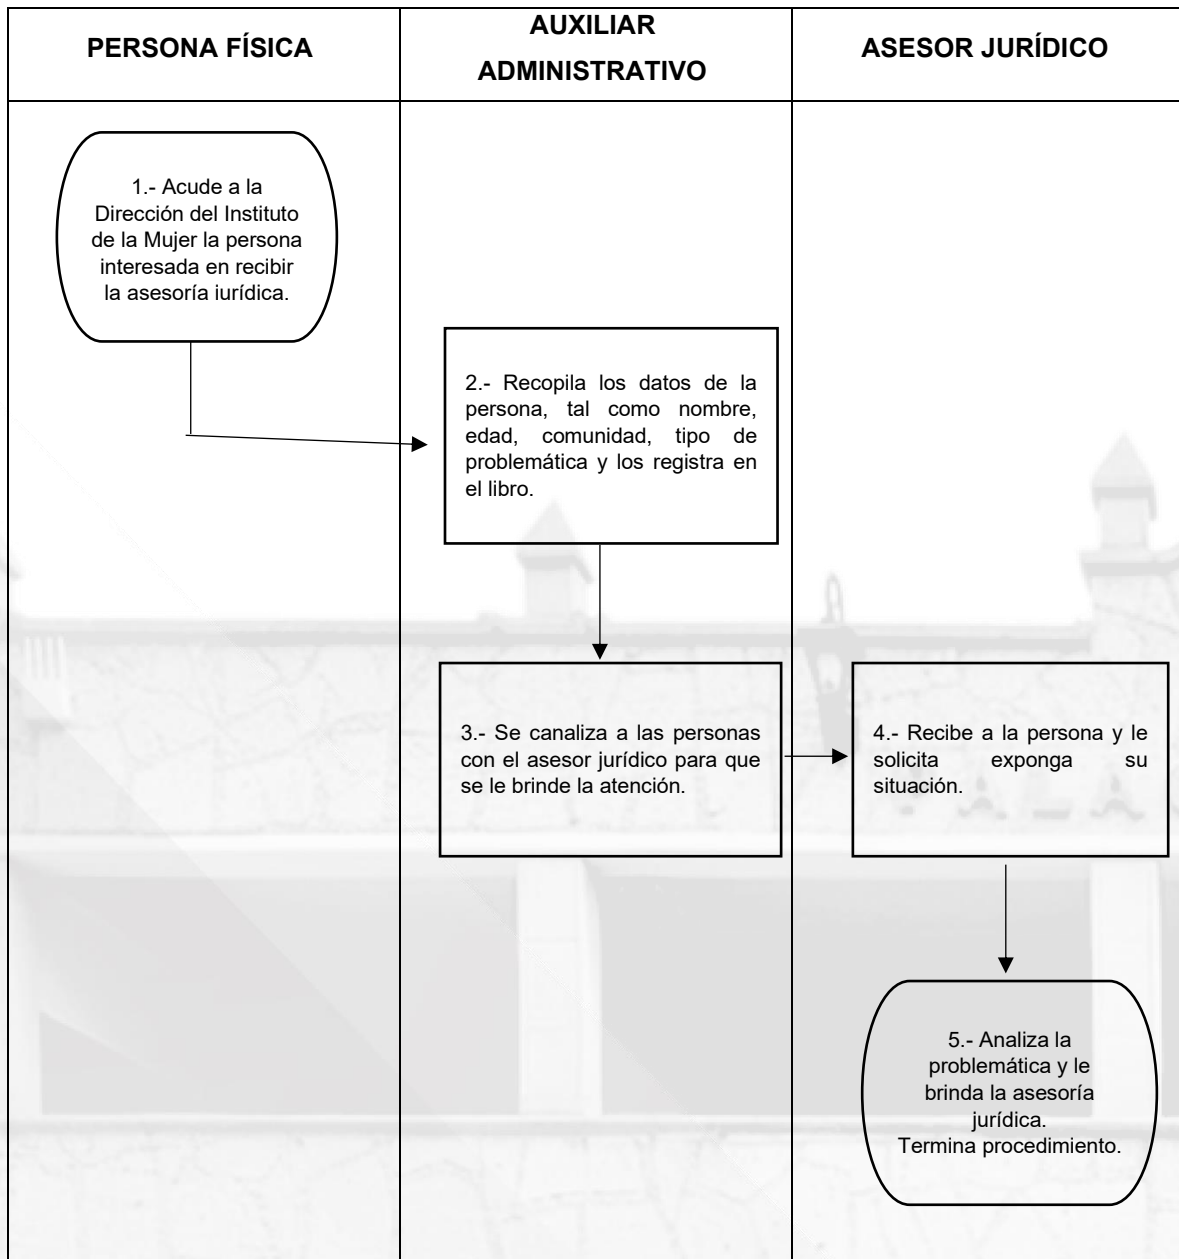 PERSONA FÍSICA
AUXILIAR
ADMINISTRATIVO
ASESOR JURÍDICO
1.- Acude a la
Dirección del Instituto
de la Mujer la persona
interesada en recibir
la asesoría jurídica.
2.- Recopila los datos de la
persona, tal como nombre,
edad, comunidad, tipo de
problemática y los registra en
el libro.
3.- Se canaliza a las personas
con el asesor jurídico para que
se le brinde la atención.
4.- Recibe a la persona y le
solicita exponga su
situación.
5.- Analiza la
problemática y le
brinda la asesoría
jurídica.
Termina procedimiento.